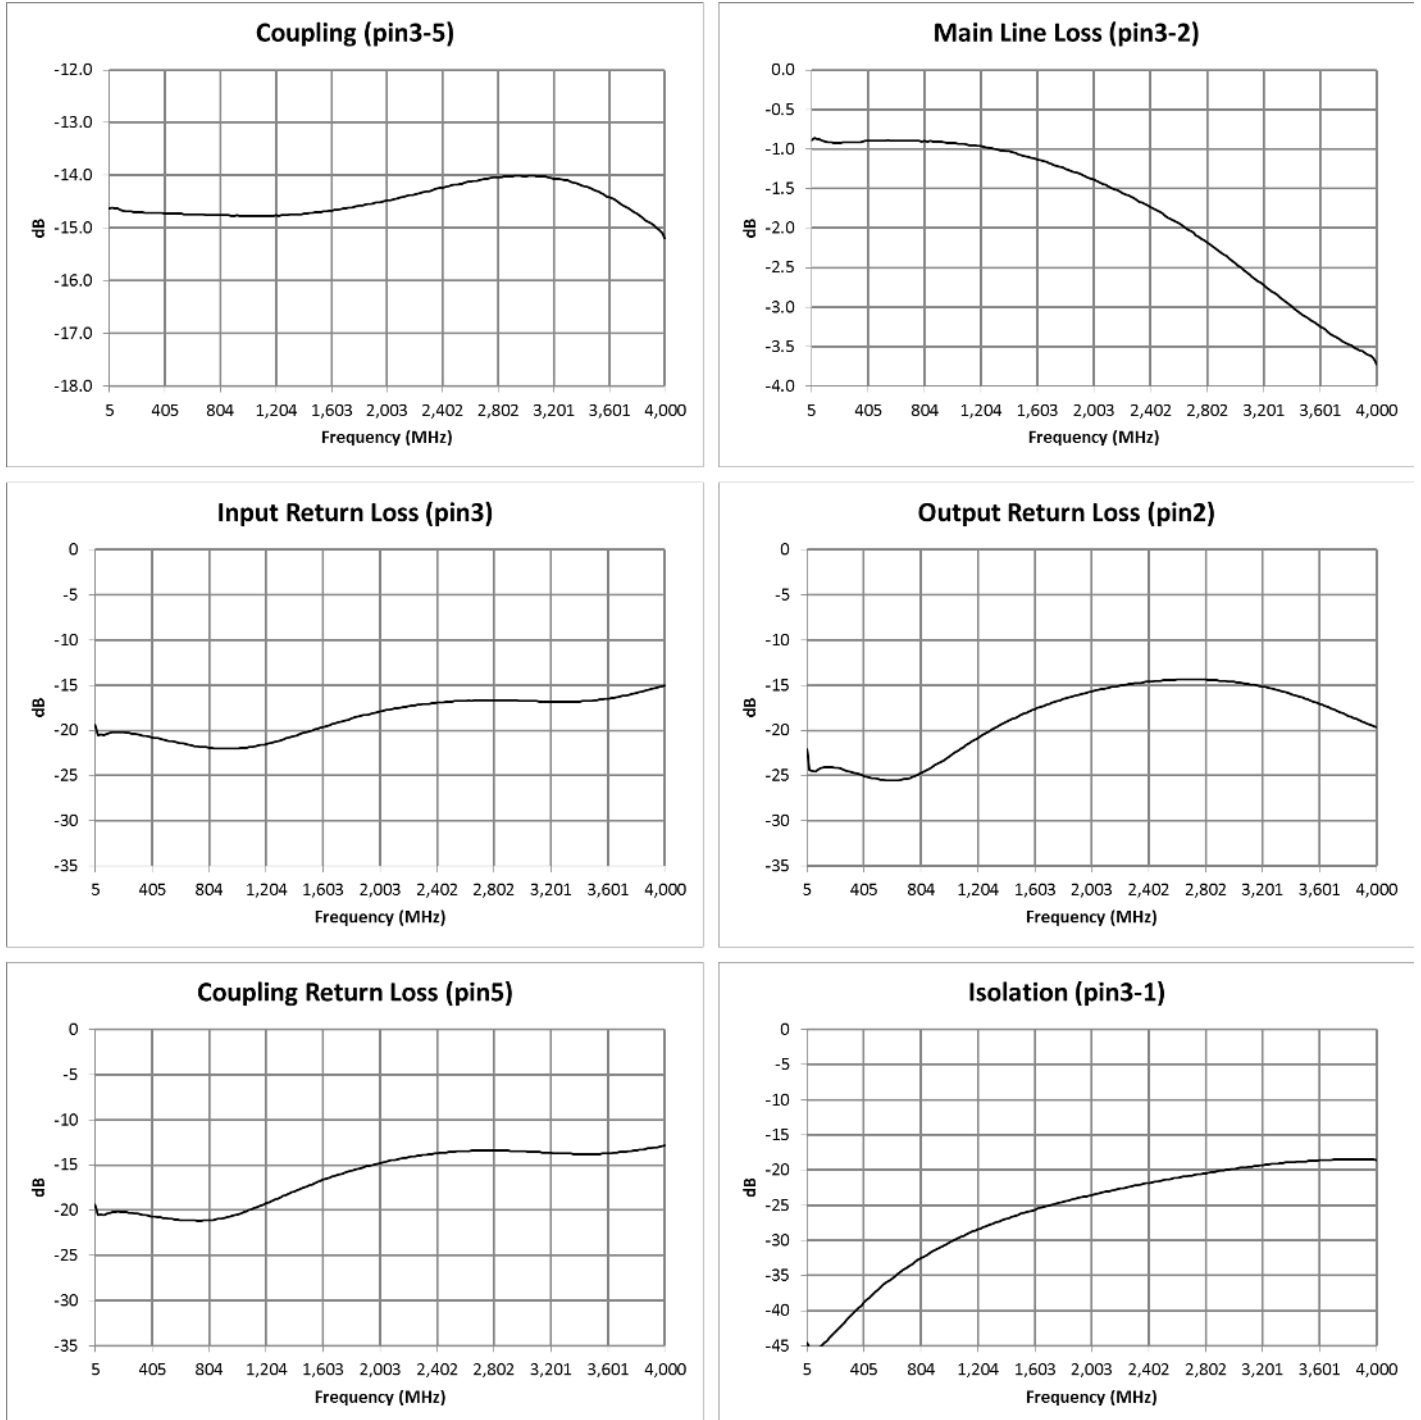 Coupling (pin3-5)
-12.0
-13.0
-14.0
-15.0
-16.0
-17.0
-18.0
dB
5 405 804 1,204 1,603 2,003 2,402 2,802 3,201 3,601 4,000
Frequency (MHz)
Main Line Loss (pin3-2)
0.0
-0.5
-1.0
-1.5
-2.0
-2.5
-3.0
-3.5
-4.0
dB
5 405 804 1,204 1,603 2,003 2,402 2,802 3,201 3,601 4,000
Frequency (MHz)
Input Return Loss (pin3)
0
-5
-10
-15
-20
-25
-30
-35
dB
5 405 804 1,204 1,603 2,003 2,402 2,802 3,201 3,601 4,000
Frequency (MHz)
Output Return Loss (pin2)
0
-5
-10
-15
-20
-25
-30
-35
dB
5 405 804 1,204 1,603 2,003 2,402 2,802 3,201 3,601 4,000
Frequency (MHz)
Coupling Return Loss (pin5)
0
-5
-10
-15
-20
-25
-30
-35
dB
5 405 804 1,204 1,603 2,003 2,402 2,802 3,201 3,601 4,000
Frequency (MHz)
Isolation (pin3-1)
0
-5
-10
-15
-20
-25
-30
-35
-40
-45
dB
5 405 804 1,204 1,603 2,003 2,402 2,802 3,201 3,601 4,000
Frequency (MHz)